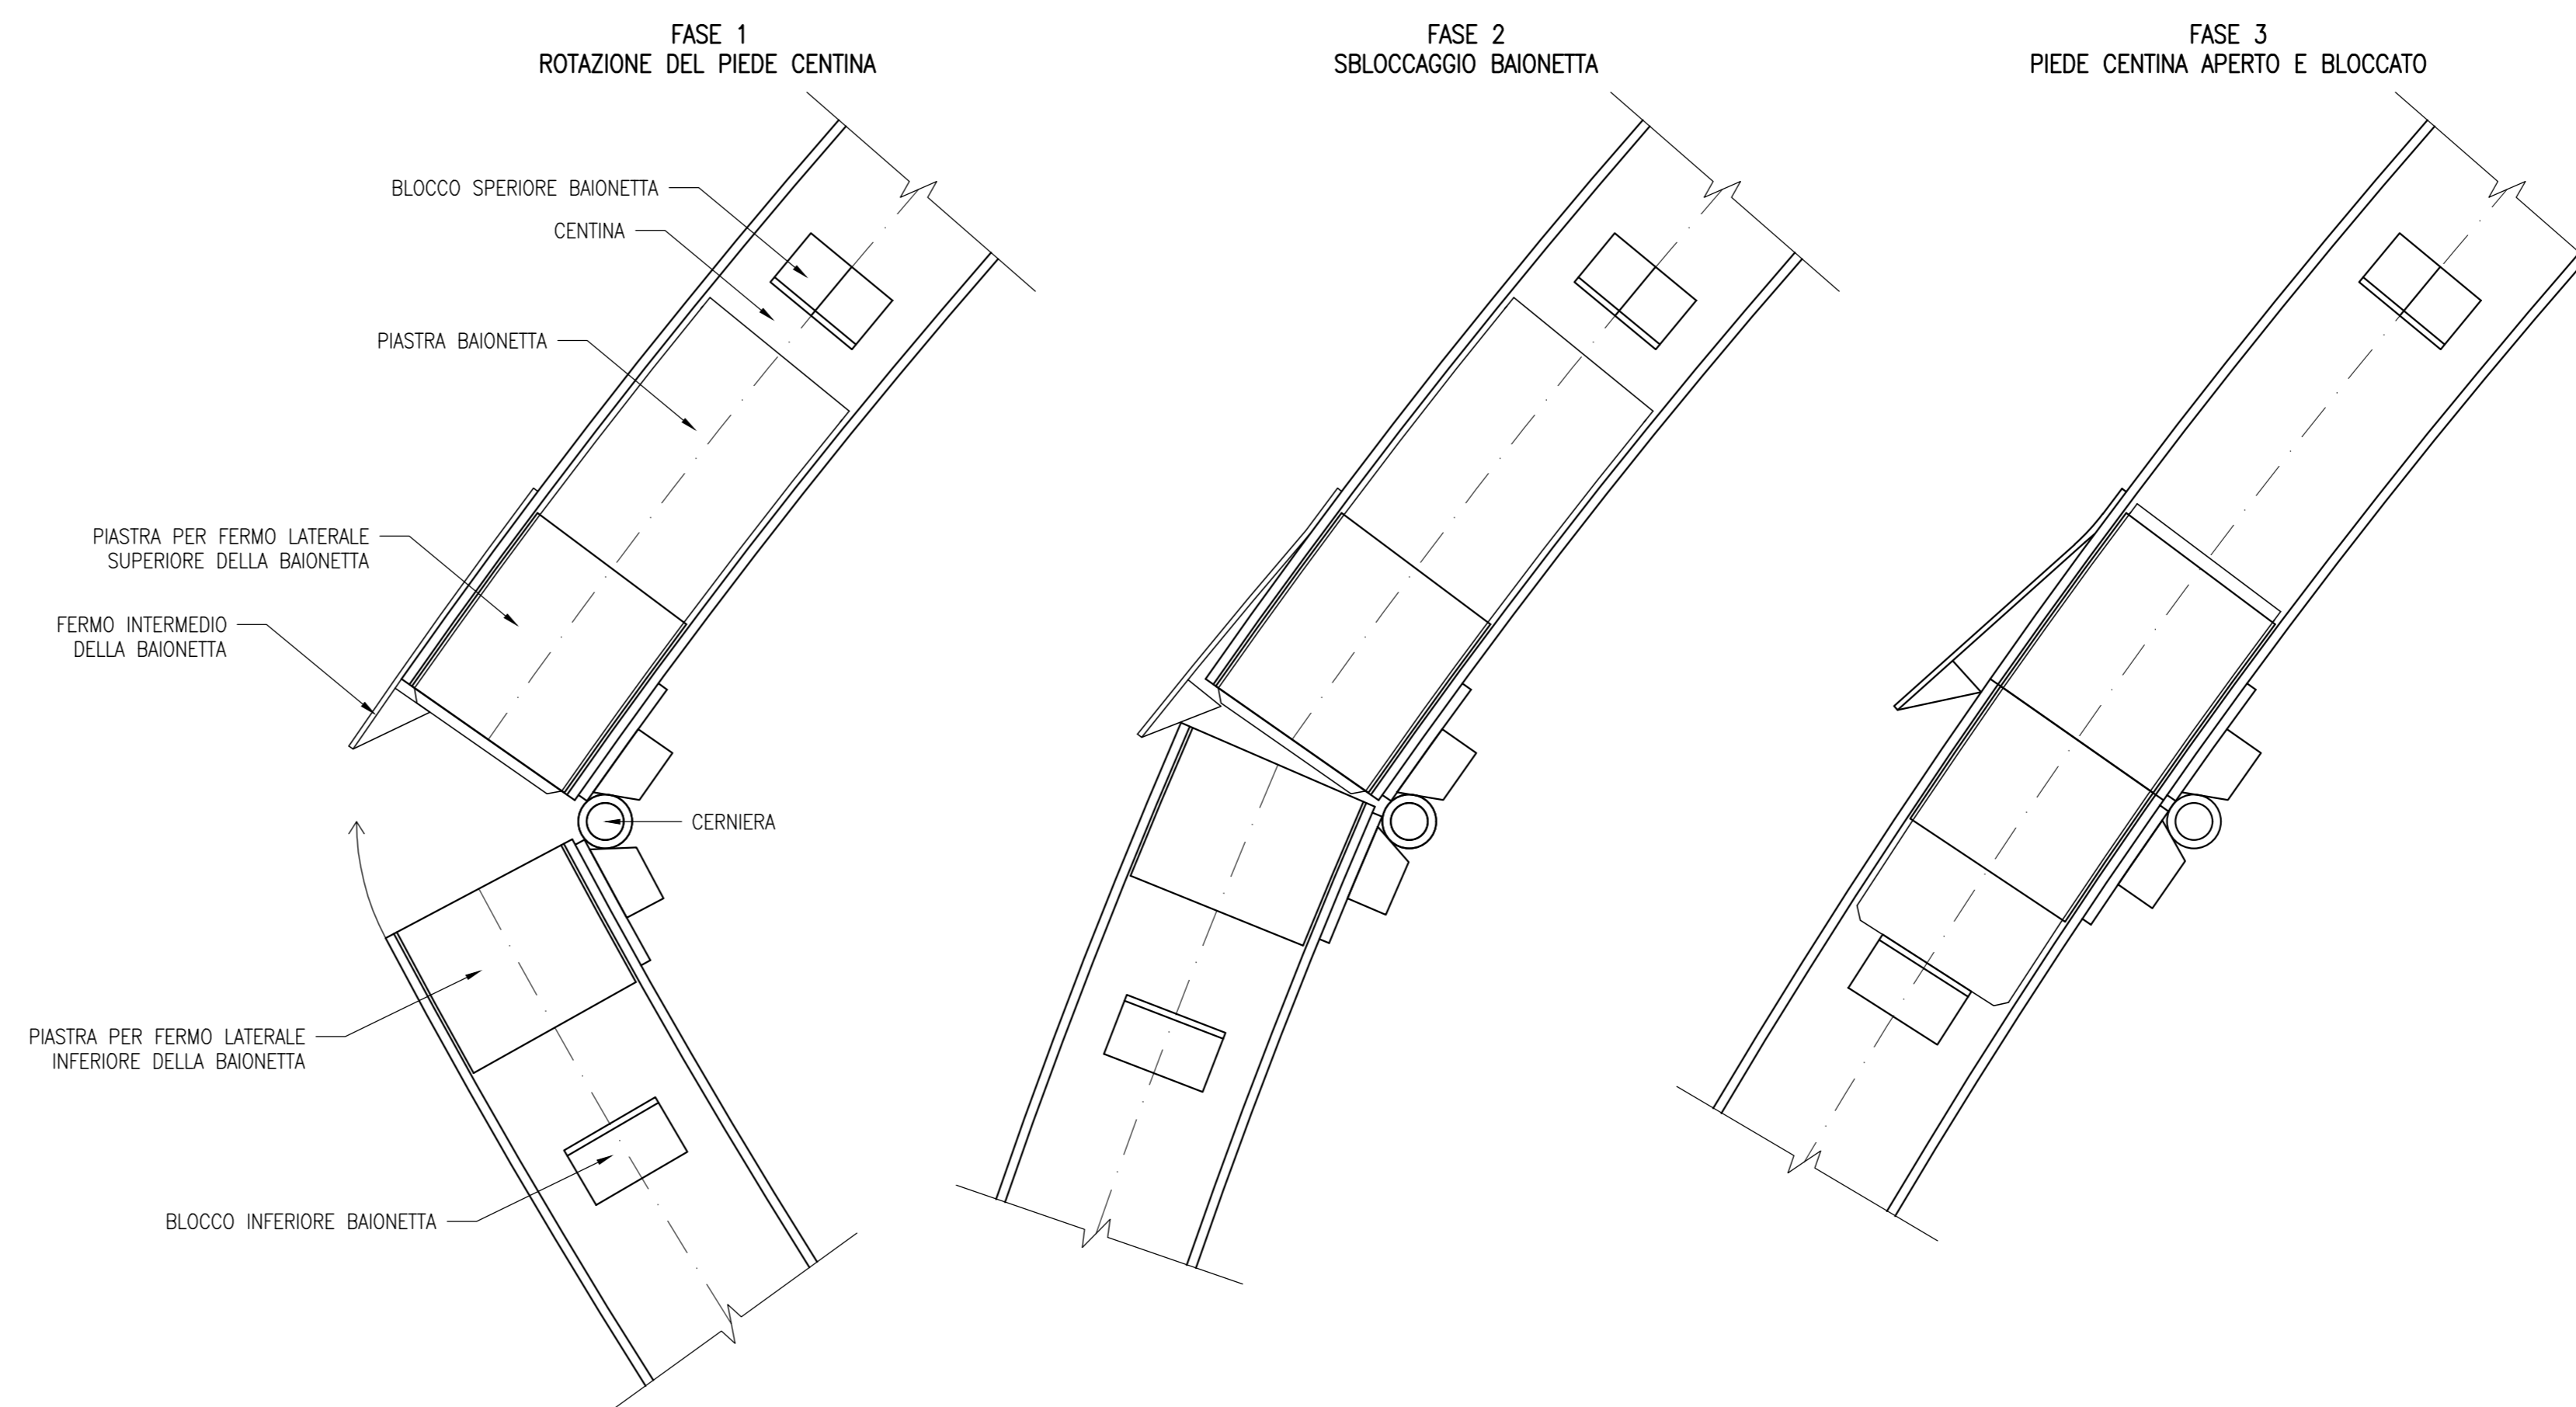 FASE 1
ROTAZIONE DEL PIEDE CENTINA
BLOCCO SPERIORE BAIONETTA
CENTINA
PIASTRA BAIONETTA
PIASTRA PER FERMO LATERALE
SUPERIORE DELLA BAIONETTA
FERMO INTERMEDIO
DELLA BAIONETTA
CERNIERA
PIASTRA PER FERMO LATERALE
INFERIORE DELLA BAIONETTA
BLOCCO INFERIORE BAIONETTA
FASE 2
SBLOCCAGGIO BAIONETTA
FASE 3
PIEDE CENTINA APERTO E BLOCCATO